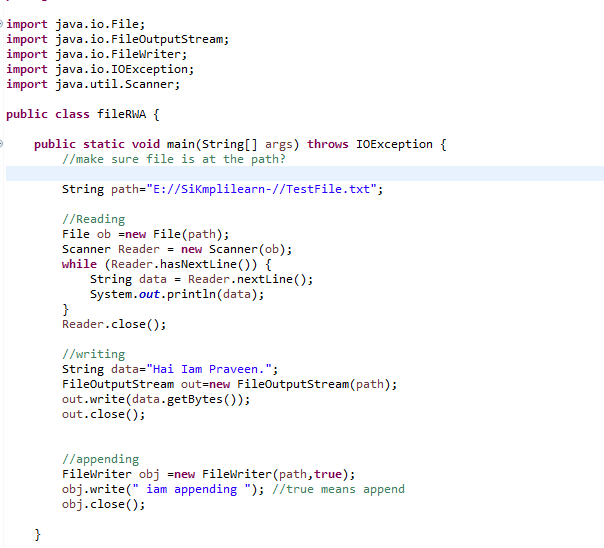 import java.io.File;
import java.io.FileOutputStream;
import java.io.FileWriter;
import java.io.IOException;
import java.util.Scanner;
public class fileRWA {
public static void main(String[] args) throws IOException {
//make sure file is at the path?
String path="E://SiKmplilearn-//TestFile.txt";
//Reading
File ob =new File(path);
Scanner Reader = new Scanner(ob);
while (Reader.hasNextLine()) {
String data = Reader.nextLine();
System.out.println(data);
}
Reader.close();
//writing
String data="Hai Iam Praveen.";
FileOutputStream out=new FileOutputStream(path);
out.write(data.getBytes());
out.close();
//appending
FileWriter obj =new FileWriter(path,true);
obj.write(" iam appending "); //true means append
obj.close();
}